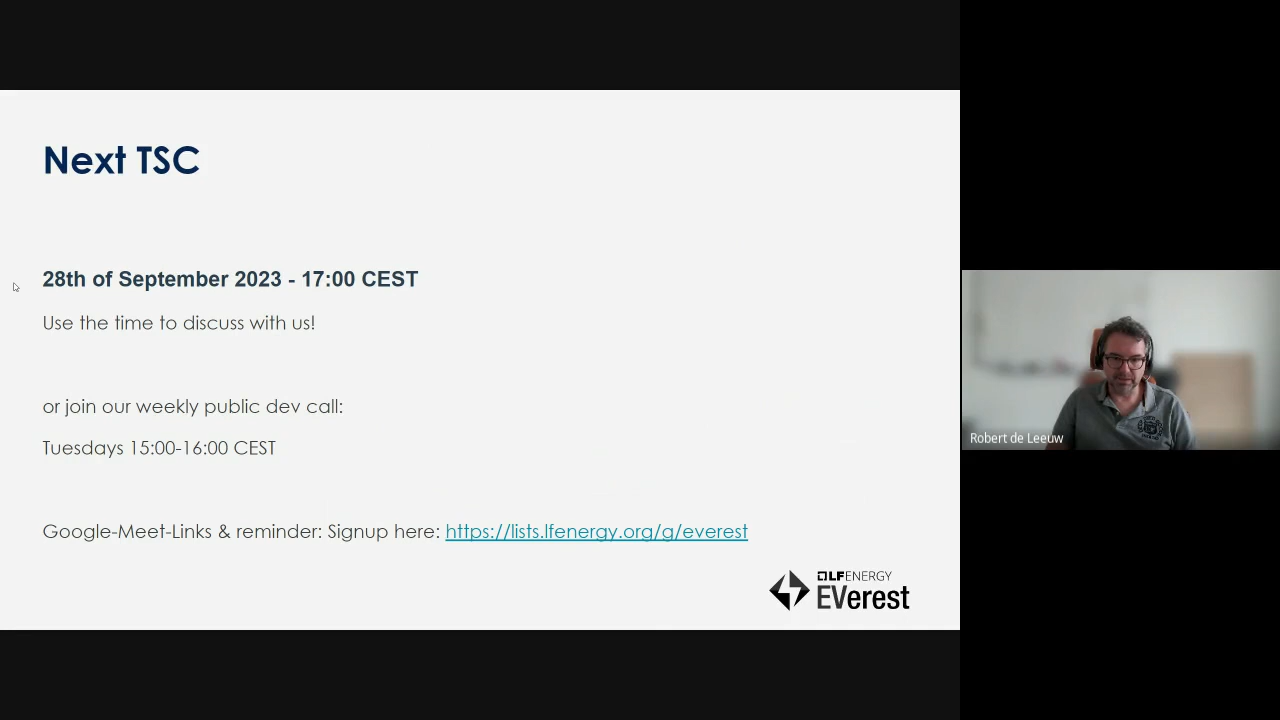 Next TSC
28th of September 2023 - 17:00 CEST
Use the time to discuss with us!
or join our weekly public dev call:
Tuesdays 15:00-16:00 CEST
Google-Meet-Links & reminder: Signup here: https://lists.lfenergy.org/g/everest
LFENERGY
EVerest
Robert de Leeuw